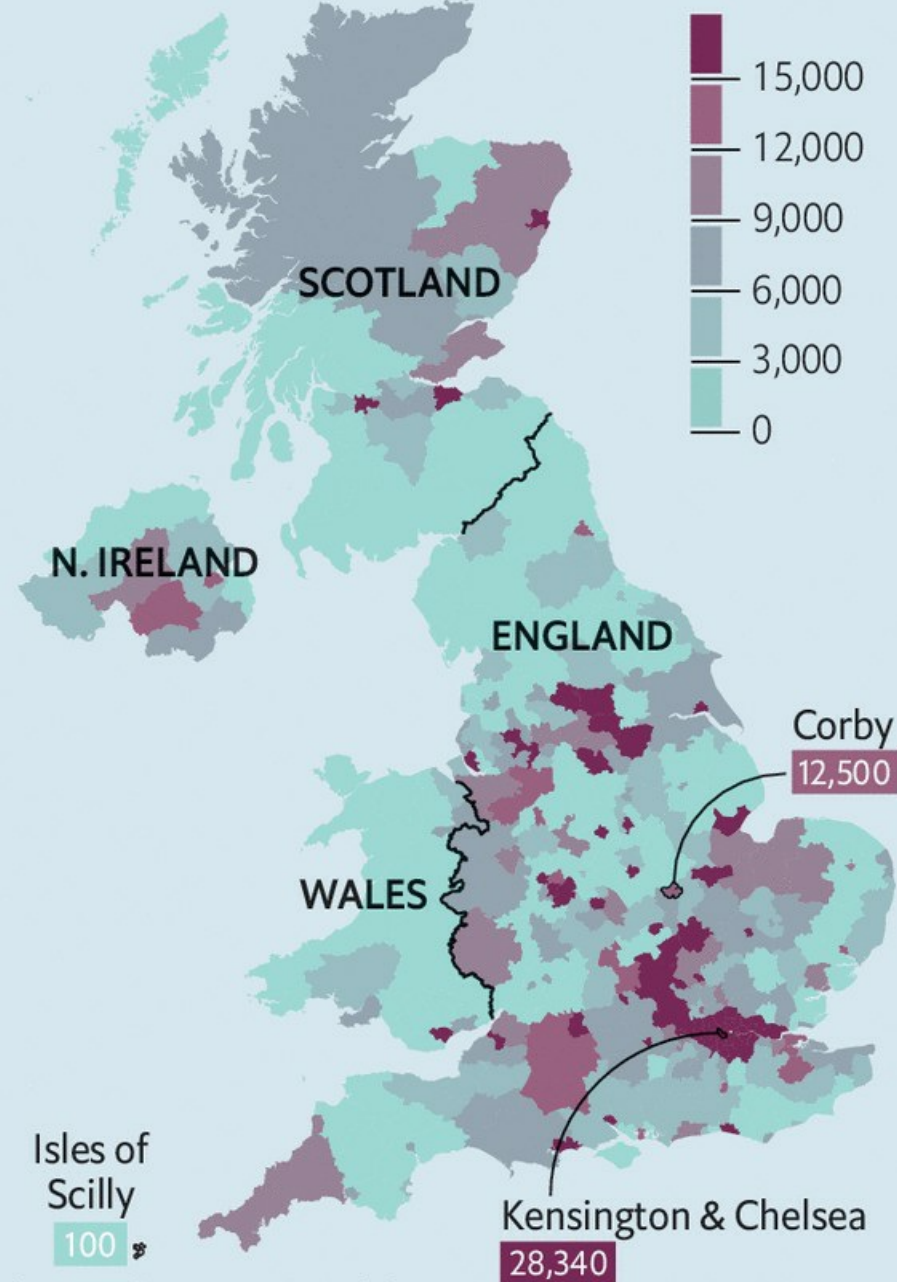 15,000
12,000
9,000
6,000
3,000
0
SCOTLAND
N. IRELAND
ENGLAND
Corby
12,500
WALES
Isles of
Scilly
100
Kensington & Chelsea
28,340